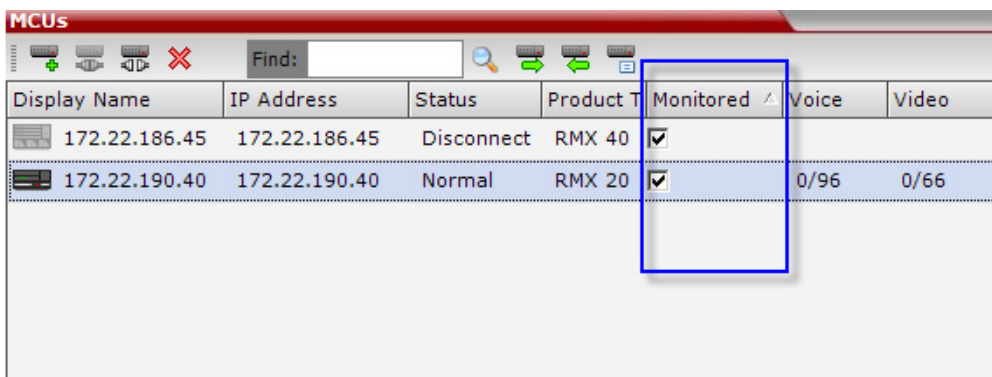 MCUs
Find:
Display Name IP Address Status Product T Monitored Voice Video
172.22.186.45 172.22.186.45 Disconnect RMX 40
172.22.190.40 172.22.190.40 Normal RMX 20 0/96 0/66